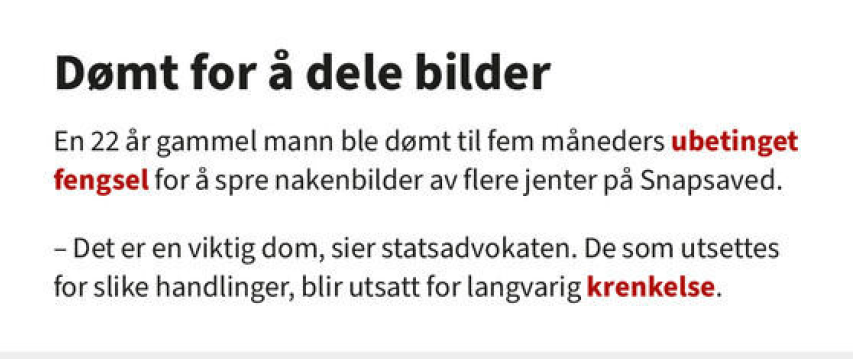 Dømt for å dele bilder
En 22 år gammel mann ble dømt til fem måneders ubetinget
fengsel for å spre nakenbilder av flere jenter på Snapsaved.
– Det er en viktig dom, sier statsadvokaten. De som utsettes
for slike handlinger, blir utsatt for langvarig krenkelse.